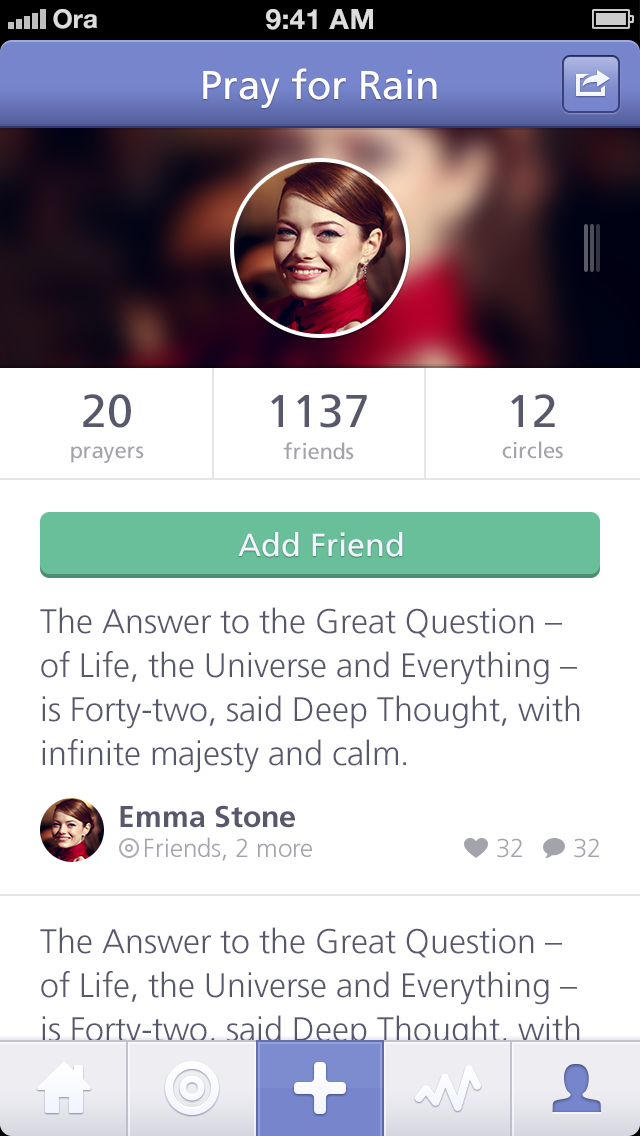 Ora 9:41 AM
Pray for Rain
20 1137 12
prayers friends circles
Add Friend
The Answer to the Great Question –
of Life, the Universe and Everything –
is Forty-two, said Deep Thought, with
infinite majesty and calm.
Emma Stone
Friends, 2 more 32 32
The Answer to the Great Question –
of Life, the Universe and Everything –
is Forty-two, said Deep Thought, with